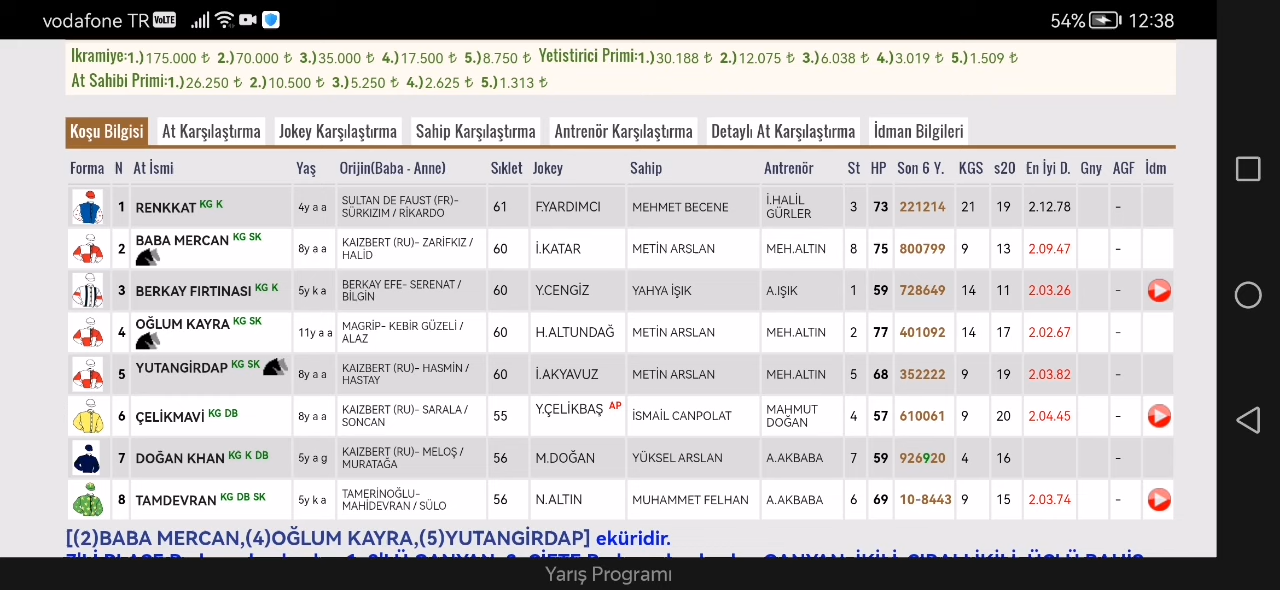 vodafone TR VoLTE 54% 12:38
İkramiye:1.)175.000 ₺ 2.)70.000 ₺ 3.)35.000 ₺ 4.)17.500 ₺ 5.)8.750 ₺ Yetistirici Primi:1.)30.188 ₺ 2.)12.075 ₺ 3.)6.038 ₺ 4.)3.019 ₺ 5.)1.509 ₺
At Sahibi Primi:1.)26.250 ₺ 2.)10.500 ₺ 3.)5.250 ₺ 4.)2.625 ₺ 5.)1.313 ₺
Koşu Bilgisi At Karşılaştırma Jokey Karşılaştırma Sahip Karşılaştırma Antrenör Karşılaştırma Detaylı At Karşılaştırma İdman Bilgileri
Forma N At İsmi Yaş Orijin(Baba - Anne) Sıklet Jokey Sahip Antrenör St HP Son 6 Y. KGS s20 En İyi D. Gny AGF İdm
1 RENKKAT KG K 4y a a SULTAN DE FAUST (FR)- SÜRKIZIM / RİKARDO 61 F.YARDIMCI MEHMET BECENE İ.HALİL GÜRLER 3 73 221214 21 19 2.12.78 -
2 BABA MERCAN KG SK 8y a a KAIZBERT (RU)- ZARİFKIZ / HALİD 60 İ.KATAR METİN ARSLAN MEH.ALTIN 8 75 800799 9 13 2.09.47 -
3 BERKAY FIRTINASI KG K 5y k a BERKAY EFE- SERENAT / BİLGİN 60 Y.CENGİZ YAHYA IŞIK A.IŞIK 1 59 728649 14 11 2.03.26 -
4 OĞLUM KAYRA KG SK 11y a a MAGRİP- KEBİR GÜZELİ / ALAZ 60 H.ALTUNDAĞ METİN ARSLAN MEH.ALTIN 2 77 401092 14 17 2.02.67 -
5 YUTANGİRDAP KG SK 8y a a KAIZBERT (RU)- HASMİN / HASTAY 60 İ.AKYAVUZ METİN ARSLAN MEH.ALTIN 5 68 352222 9 19 2.03.82 -
6 ÇELİKMAVİ KG DB 8y a a KAIZBERT (RU)- SARALA / SONCAN 55 Y.ÇELİKBAŞ AP İSMAİL CANPOLAT MAHMUT DOĞAN 4 57 610061 9 20 2.04.45 -
7 DOĞAN KHAN KG K DB 5y a g KAIZBERT (RU)- MELOŞ / MURATAĞA 56 M.DOĞAN YÜKSEL ARSLAN A.AKBABA 7 59 926920 4 16 -
8 TAMDEVRAN KG DB SK 5y k a TAMERİNOĞLU- MAHİDEVRAN / SÜLO 56 N.ALTIN MUHAMMET FELHAN A.AKBABA 6 69 10-8443 9 15 2.03.74 -
[(2)BABA MERCAN,(4)OĞLUM KAYRA,(5)YUTANGİRDAP] eküridir.
Yarış Programı